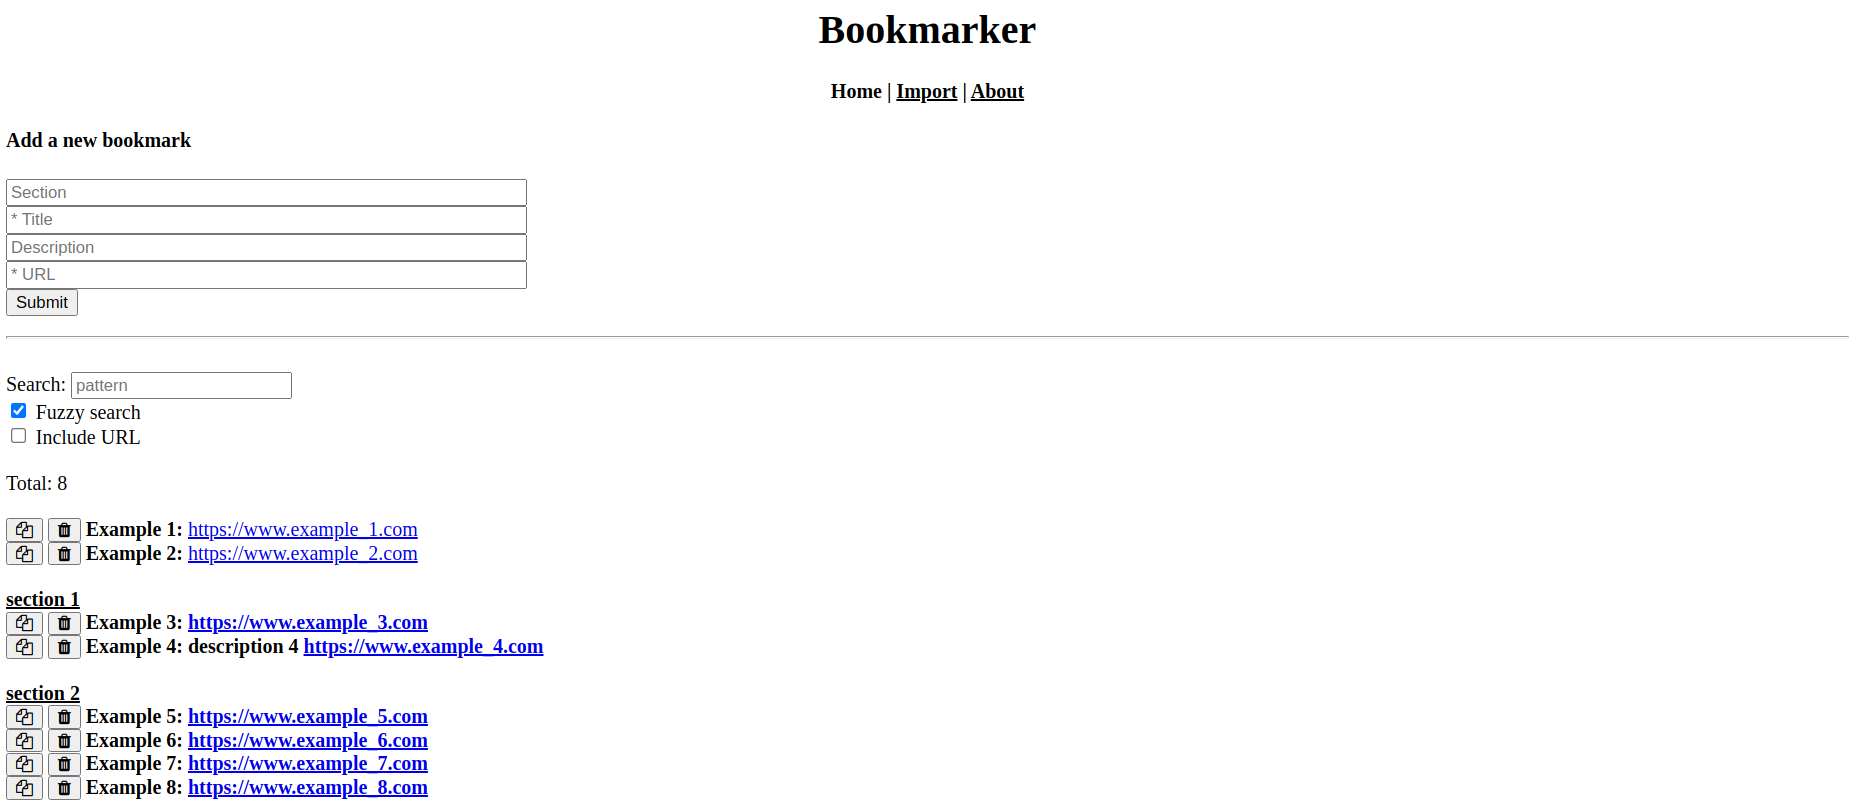 Bookmarker
Home | Import | About
Add a new bookmark
Section
* Title
Description
* URL
Submit
Search: pattern
Fuzzy search
Include URL
Total: 8
Example 1: https://www.example_1.com
Example 2: https://www.example_2.com
section 1
Example 3: https://www.example_3.com
Example 4: description 4 https://www.example_4.com
section 2
Example 5: https://www.example_5.com
Example 6: https://www.example_6.com
Example 7: https://www.example_7.com
Example 8: https://www.example_8.com